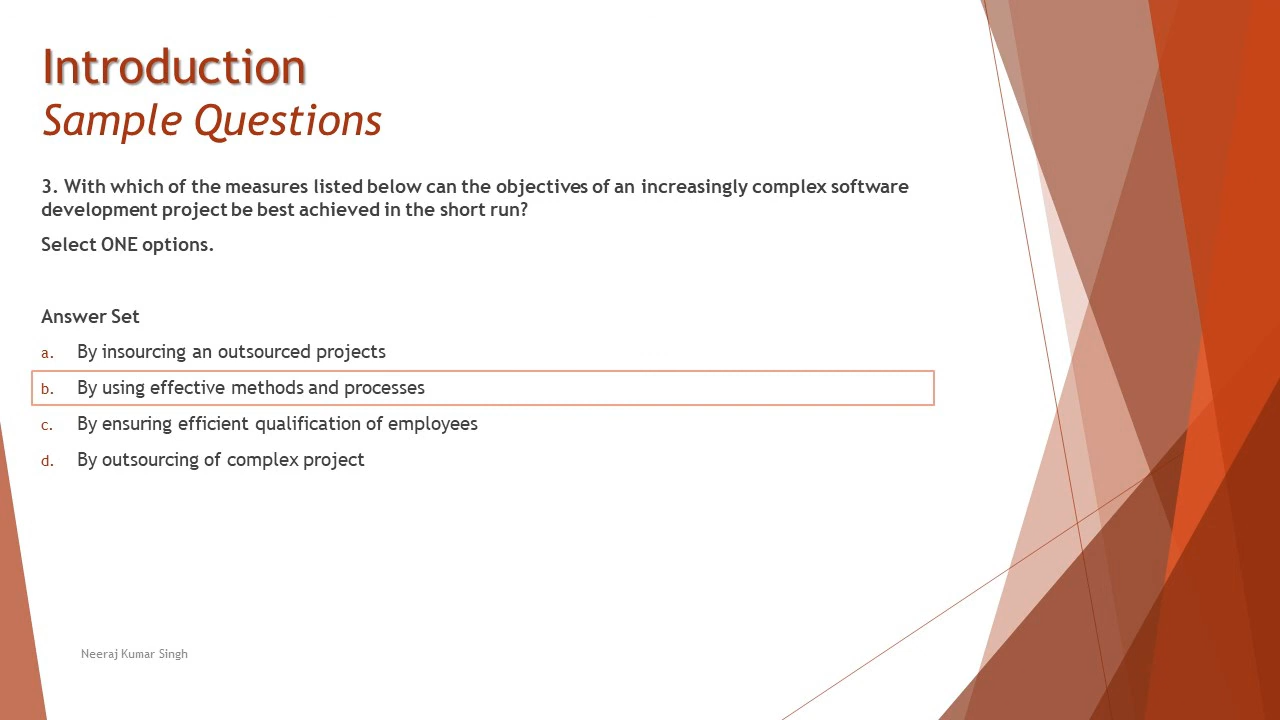 Introduction
Sample Questions
3. With which of the measures listed below can the objectives of an increasingly complex software
development project be best achieved in the short run?
Select ONE options.
Answer Set
a. By insourcing an outsourced projects
b. By using effective methods and processes
c. By ensuring efficient qualification of employees
d. By outsourcing of complex project
Neeraj Kumar Singh